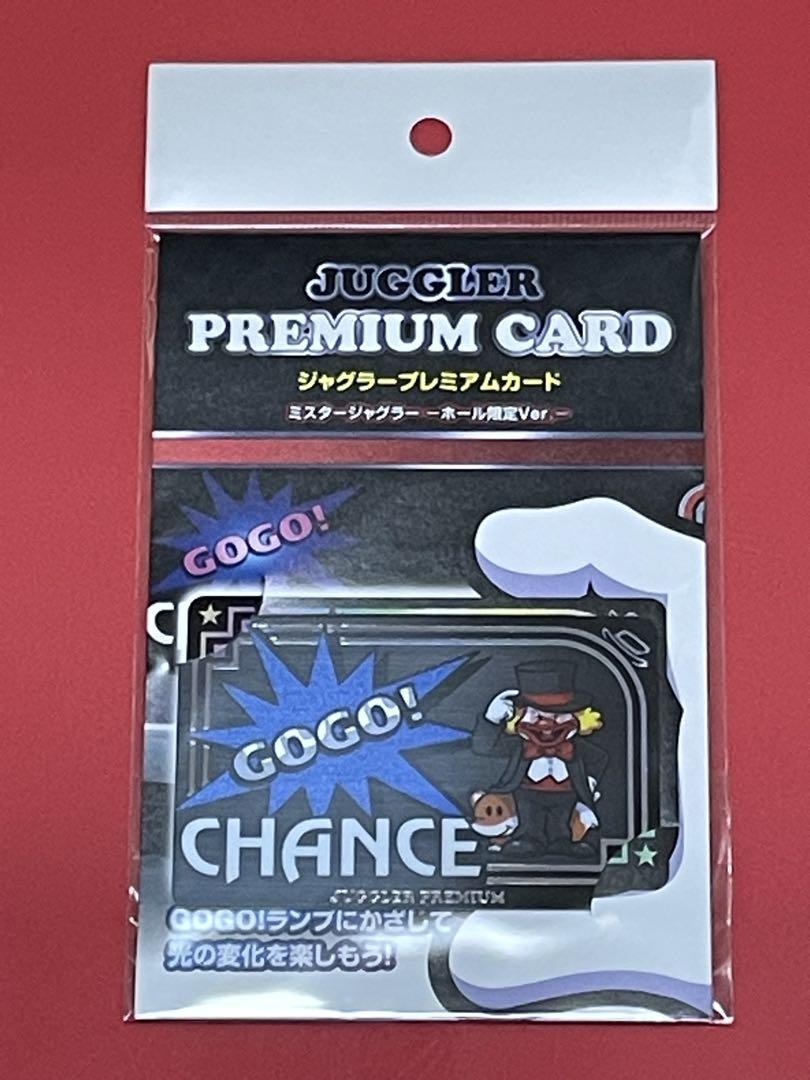 JUGGLER
PREMIUM CARD
ジャグラープレミアムカード
ミスタージャグラー －ホール限定Ver.－
GOGO!
C
GOGO!
CHANCE
JUGGLER PREMIUM
GOGO!ランプにかざして
光の変化を楽しもう!